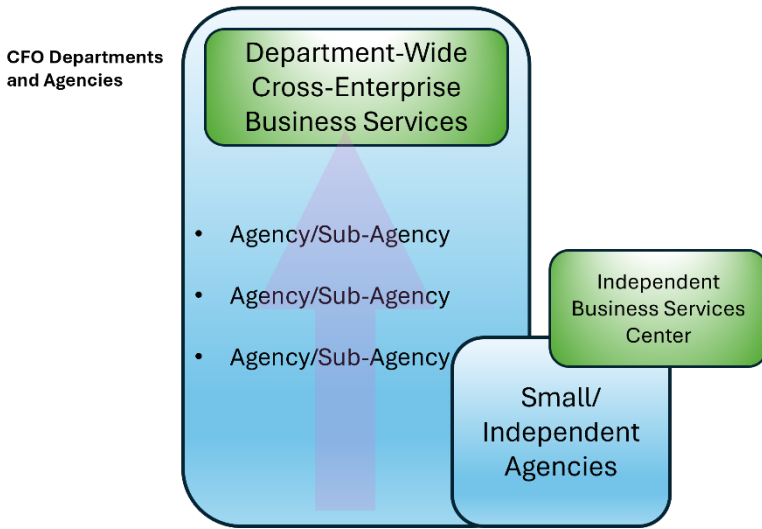 CFO Departments
and Agencies
Department-Wide
Cross-Enterprise
Business Services
• Agency/Sub-Agency
• Agency/Sub-Agency
• Agency/Sub-Agency
Independent
Business Services
Center
Small/
Independent
Agencies